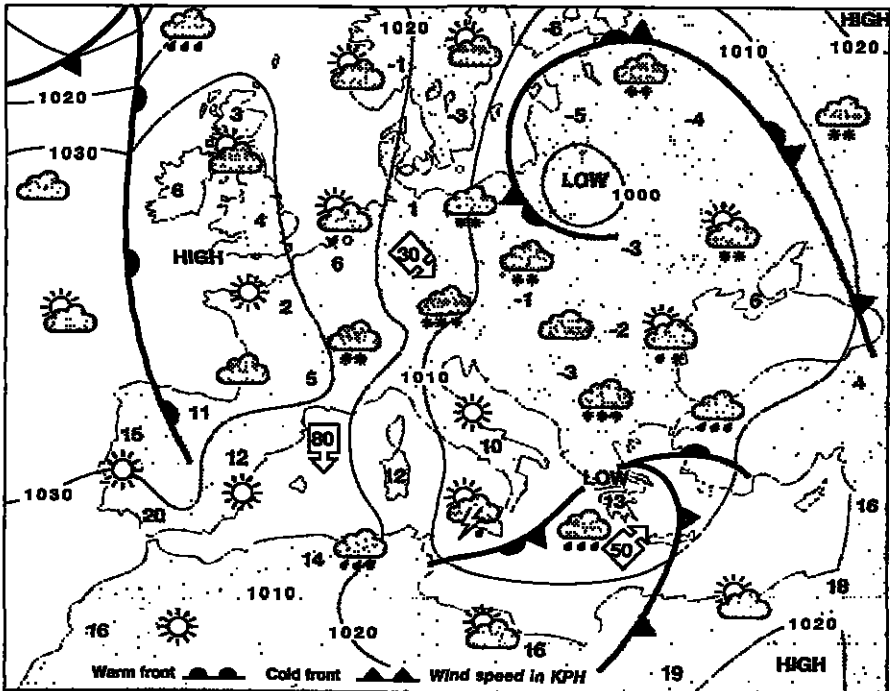 1020 HIGH
-6 1010 1020
-1
1020
3 -3 -5 -4
1030
6 LOW 1000
4 1
HIGH 6 30 -3
2 -1 6
-2
5 1010 -3 4
11
15 12 80 12 10
1030 LOW
20 13 16
14 50
1010 18
16 1020 16 1020
HIGH
Warm front Cold front Wind speed in KPH 19